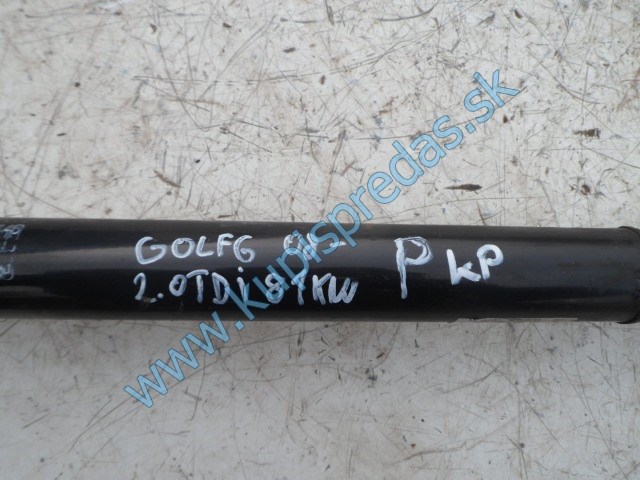 GOLF6 P kP
2.0TDi 81KW
www.kupispredas.sk